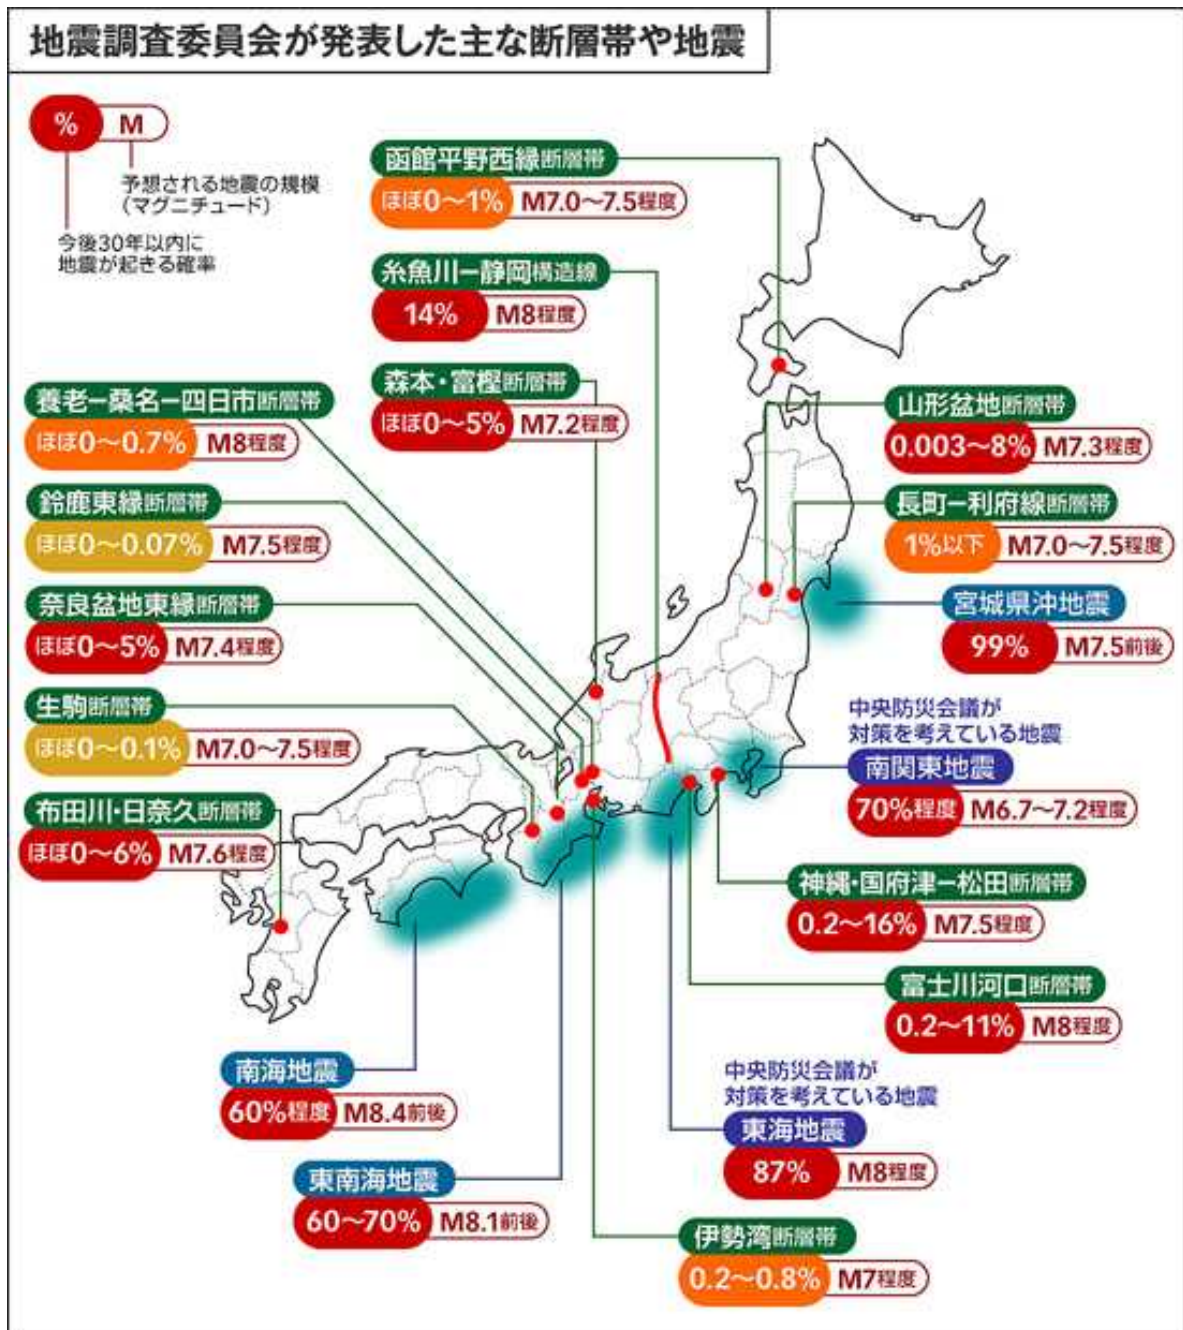 地震調査委員会が発表した主な断層帯や地震
% M
予想される地震の規模
（マグニチュード）
今後30年以内に
地震が起きる確率
函館平野西縁断層帯
ほぼ0〜1% M7.0〜7.5程度
糸魚川ー静岡構造線
14% M8程度
森本・富樫断層帯
ほぼ0〜5% M7.2程度
養老ー桑名ー四日市断層帯
ほぼ0〜0.7% M8程度
鈴鹿東縁断層帯
ほぼ0〜0.07% M7.5程度
奈良盆地東縁断層帯
ほぼ0〜5% M7.4程度
生駒断層帯
ほぼ0〜0.1% M7.0〜7.5程度
布田川・日奈久断層帯
ほぼ0〜6% M7.6程度
山形盆地断層帯
0.003〜8% M7.3程度
長町ー利府線断層帯
1%以下 M7.0〜7.5程度
宮城県沖地震
99% M7.5前後
中央防災会議が
対策を考えている地震
南関東地震
70%程度 M6.7〜7.2程度
神縄・国府津ー松田断層帯
0.2〜16% M7.5程度
富士川河口断層帯
0.2〜11% M8程度
中央防災会議が
対策を考えている地震
東海地震
87% M8程度
南海地震
60%程度 M8.4前後
東南海地震
60〜70% M8.1前後
伊勢湾断層帯
0.2〜0.8% M7程度